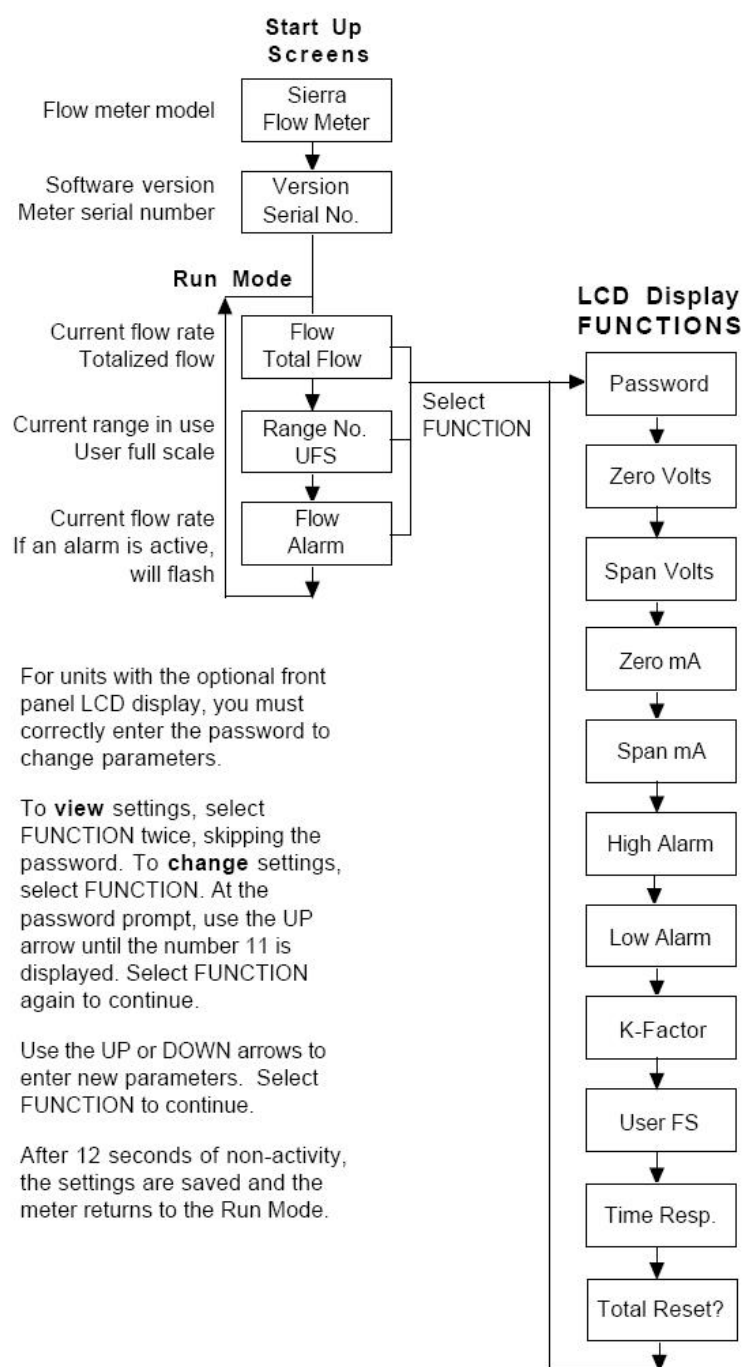 Start Up
Screens
Flow meter model
Sierra
Flow Meter
Software version
Meter serial number
Version
Serial No.
Run Mode
Current flow rate
Totalized flow
Flow
Total Flow
Current range in use
User full scale
Range No.
UFS
Current flow rate
If an alarm is active,
will flash
Flow
Alarm
Select
FUNCTION
For units with the optional front
panel LCD display, you must
correctly enter the password to
change parameters.
To view settings, select
FUNCTION twice, skipping the
password. To change settings,
select FUNCTION. At the
password prompt, use the UP
arrow until the number 11 is
displayed. Select FUNCTION
again to continue.
Use the UP or DOWN arrows to
enter new parameters.  Select
FUNCTION to continue.
After 12 seconds of non-activity,
the settings are saved and the
meter returns to the Run Mode.
LCD Display
FUNCTIONS
Password
Zero Volts
Span Volts
Zero mA
Span mA
High Alarm
Low Alarm
K-Factor
User FS
Time Resp.
Total Reset?